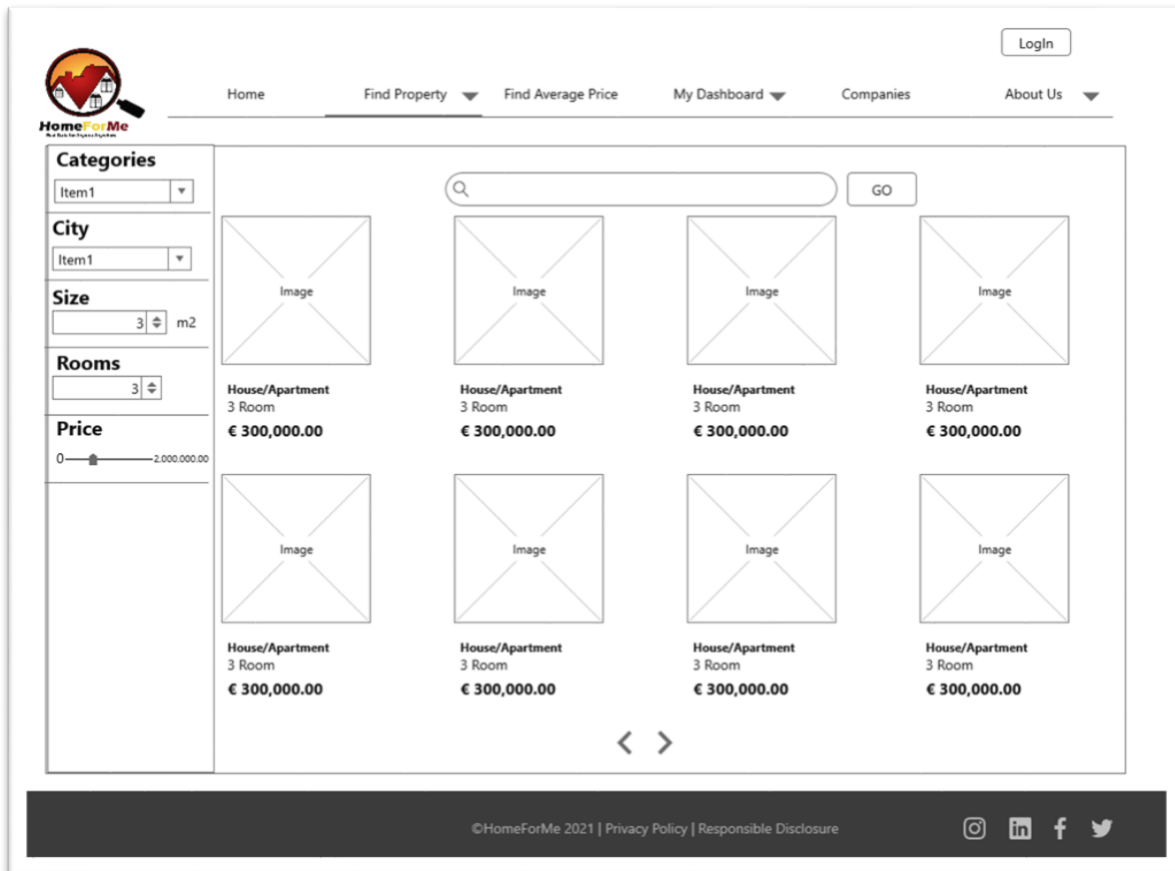 LogIn
Home Find Property Find Average Price My Dashboard Companies About Us
HomeForMe
Categories
Item1
City
Item1
Size
3 m2
Rooms
3
Price
0 2.000.000.00
GO
Image Image Image Image
House/Apartment House/Apartment House/Apartment House/Apartment
3 Room 3 Room 3 Room 3 Room
€ 300,000.00 € 300,000.00 € 300,000.00 € 300,000.00
Image Image Image Image
House/Apartment House/Apartment House/Apartment House/Apartment
3 Room 3 Room 3 Room 3 Room
€ 300,000.00 € 300,000.00 € 300,000.00 € 300,000.00
©HomeForMe 2021 | Privacy Policy | Responsible Disclosure